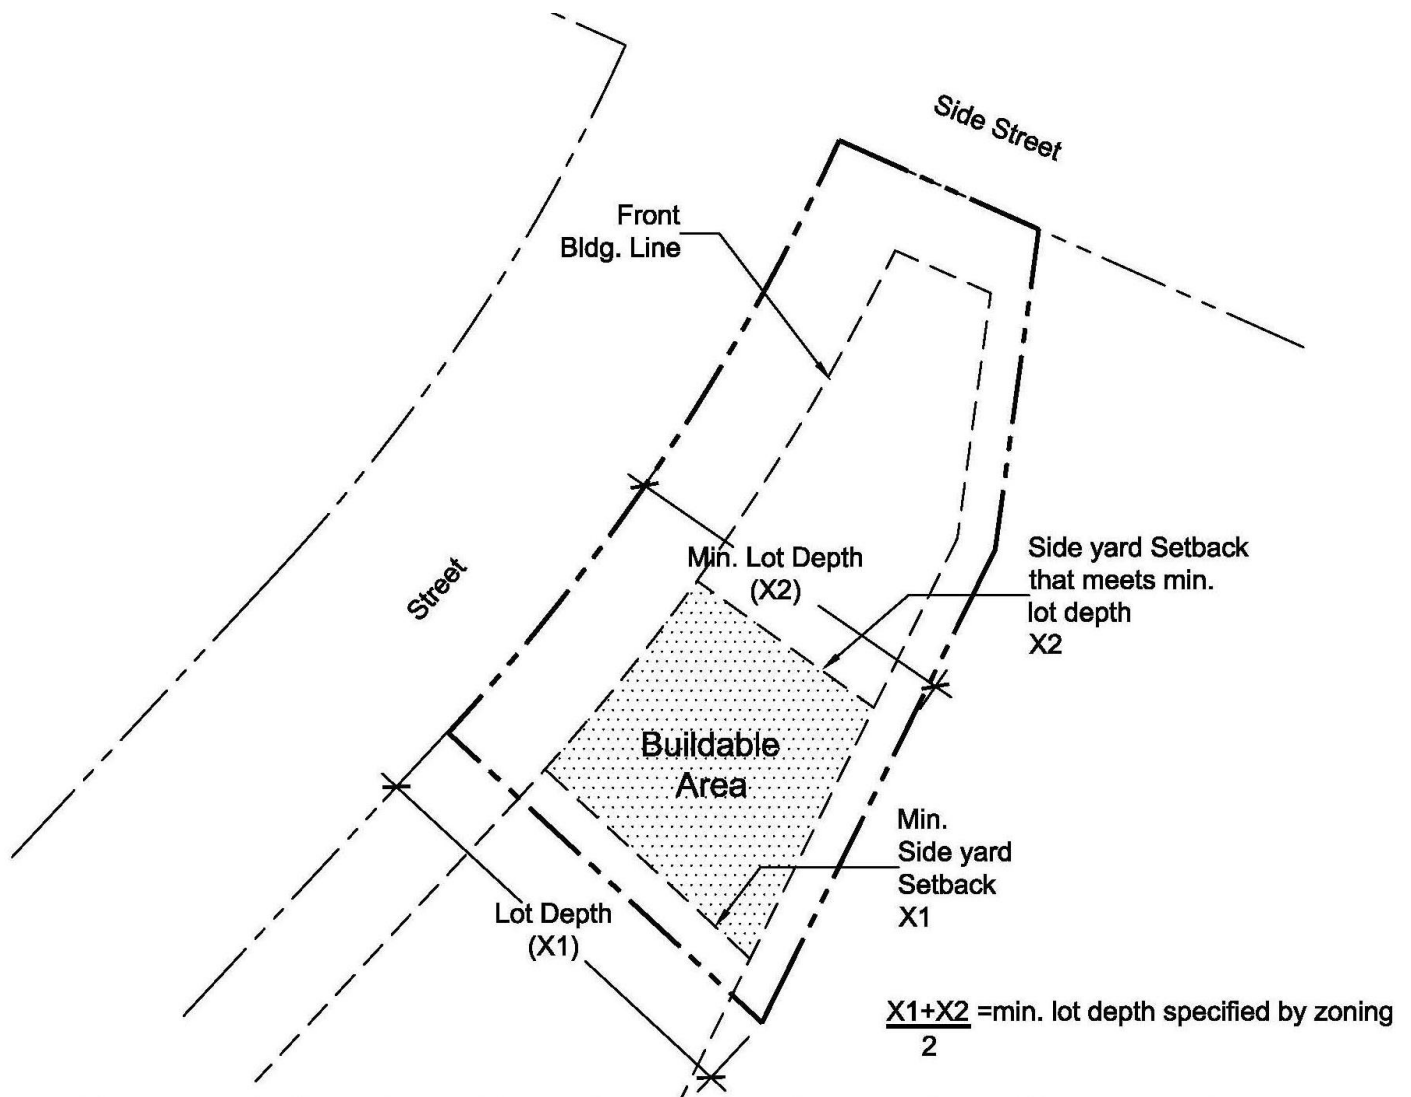 Side Street
Front
Bldg. Line
Min. Lot Depth
(X2)
Side yard Setback
that meets min.
lot depth
X2
Street
Buildable
Area
Min.
Side yard
Setback
X1
Lot Depth
(X1)
X1+X2 =min. lot depth specified by zoning
2